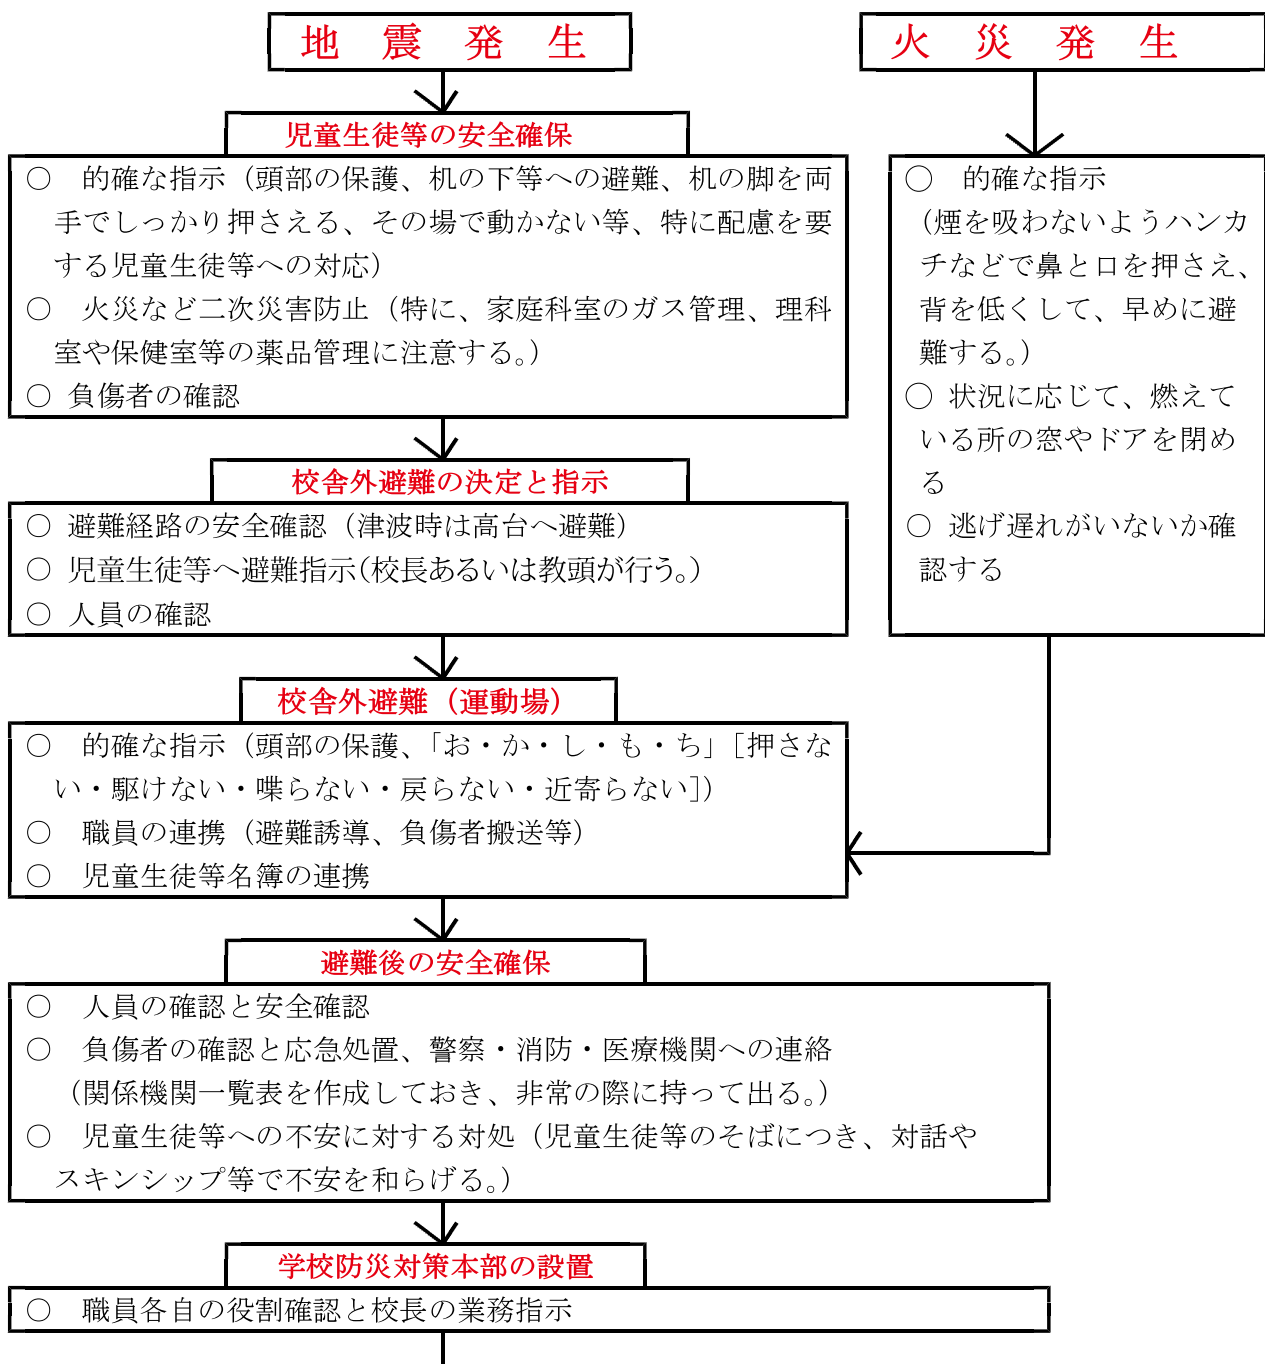 地　震　発　生
火　災　発　生
児童生徒等の安全確保
○　的確な指示（頭部の保護、机の下等への避難、机の脚を両
手でしっかり押さえる、その場で動かない等、特に配慮を要
する児童生徒等への対応）
○　火災など二次災害防止（特に、家庭科室のガス管理、理科
室や保健室等の薬品管理に注意する。）
○ 負傷者の確認
○　的確な指示
（煙を吸わないようハンカ
チなどで鼻と口を押さえ、
背を低くして、早めに避
難する。）
○ 状況に応じて、燃えて
いる所の窓やドアを閉め
る
○ 逃げ遅れがいないか確
認する
校舎外避難の決定と指示
○ 避難経路の安全確認（津波時は高台へ避難）
○ 児童生徒等へ避難指示（校長あるいは教頭が行う。）
○ 人員の確認
校舎外避難（運動場）
○　的確な指示（頭部の保護、「お・か・し・も・ち」［押さな
い・駆けない・喋らない・戻らない・近寄らない］）
○　職員の連携（避難誘導、負傷者搬送等）
○　児童生徒等名簿の連携
避難後の安全確保
○　人員の確認と安全確認
○　負傷者の確認と応急処置、警察・消防・医療機関への連絡
（関係機関一覧表を作成しておき、非常の際に持って出る。）
○　児童生徒等への不安に対する対処（児童生徒等のそばにつき、対話や
スキンシップ等で不安を和らげる。）
学校防災対策本部の設置
○　職員各自の役割確認と校長の業務指示